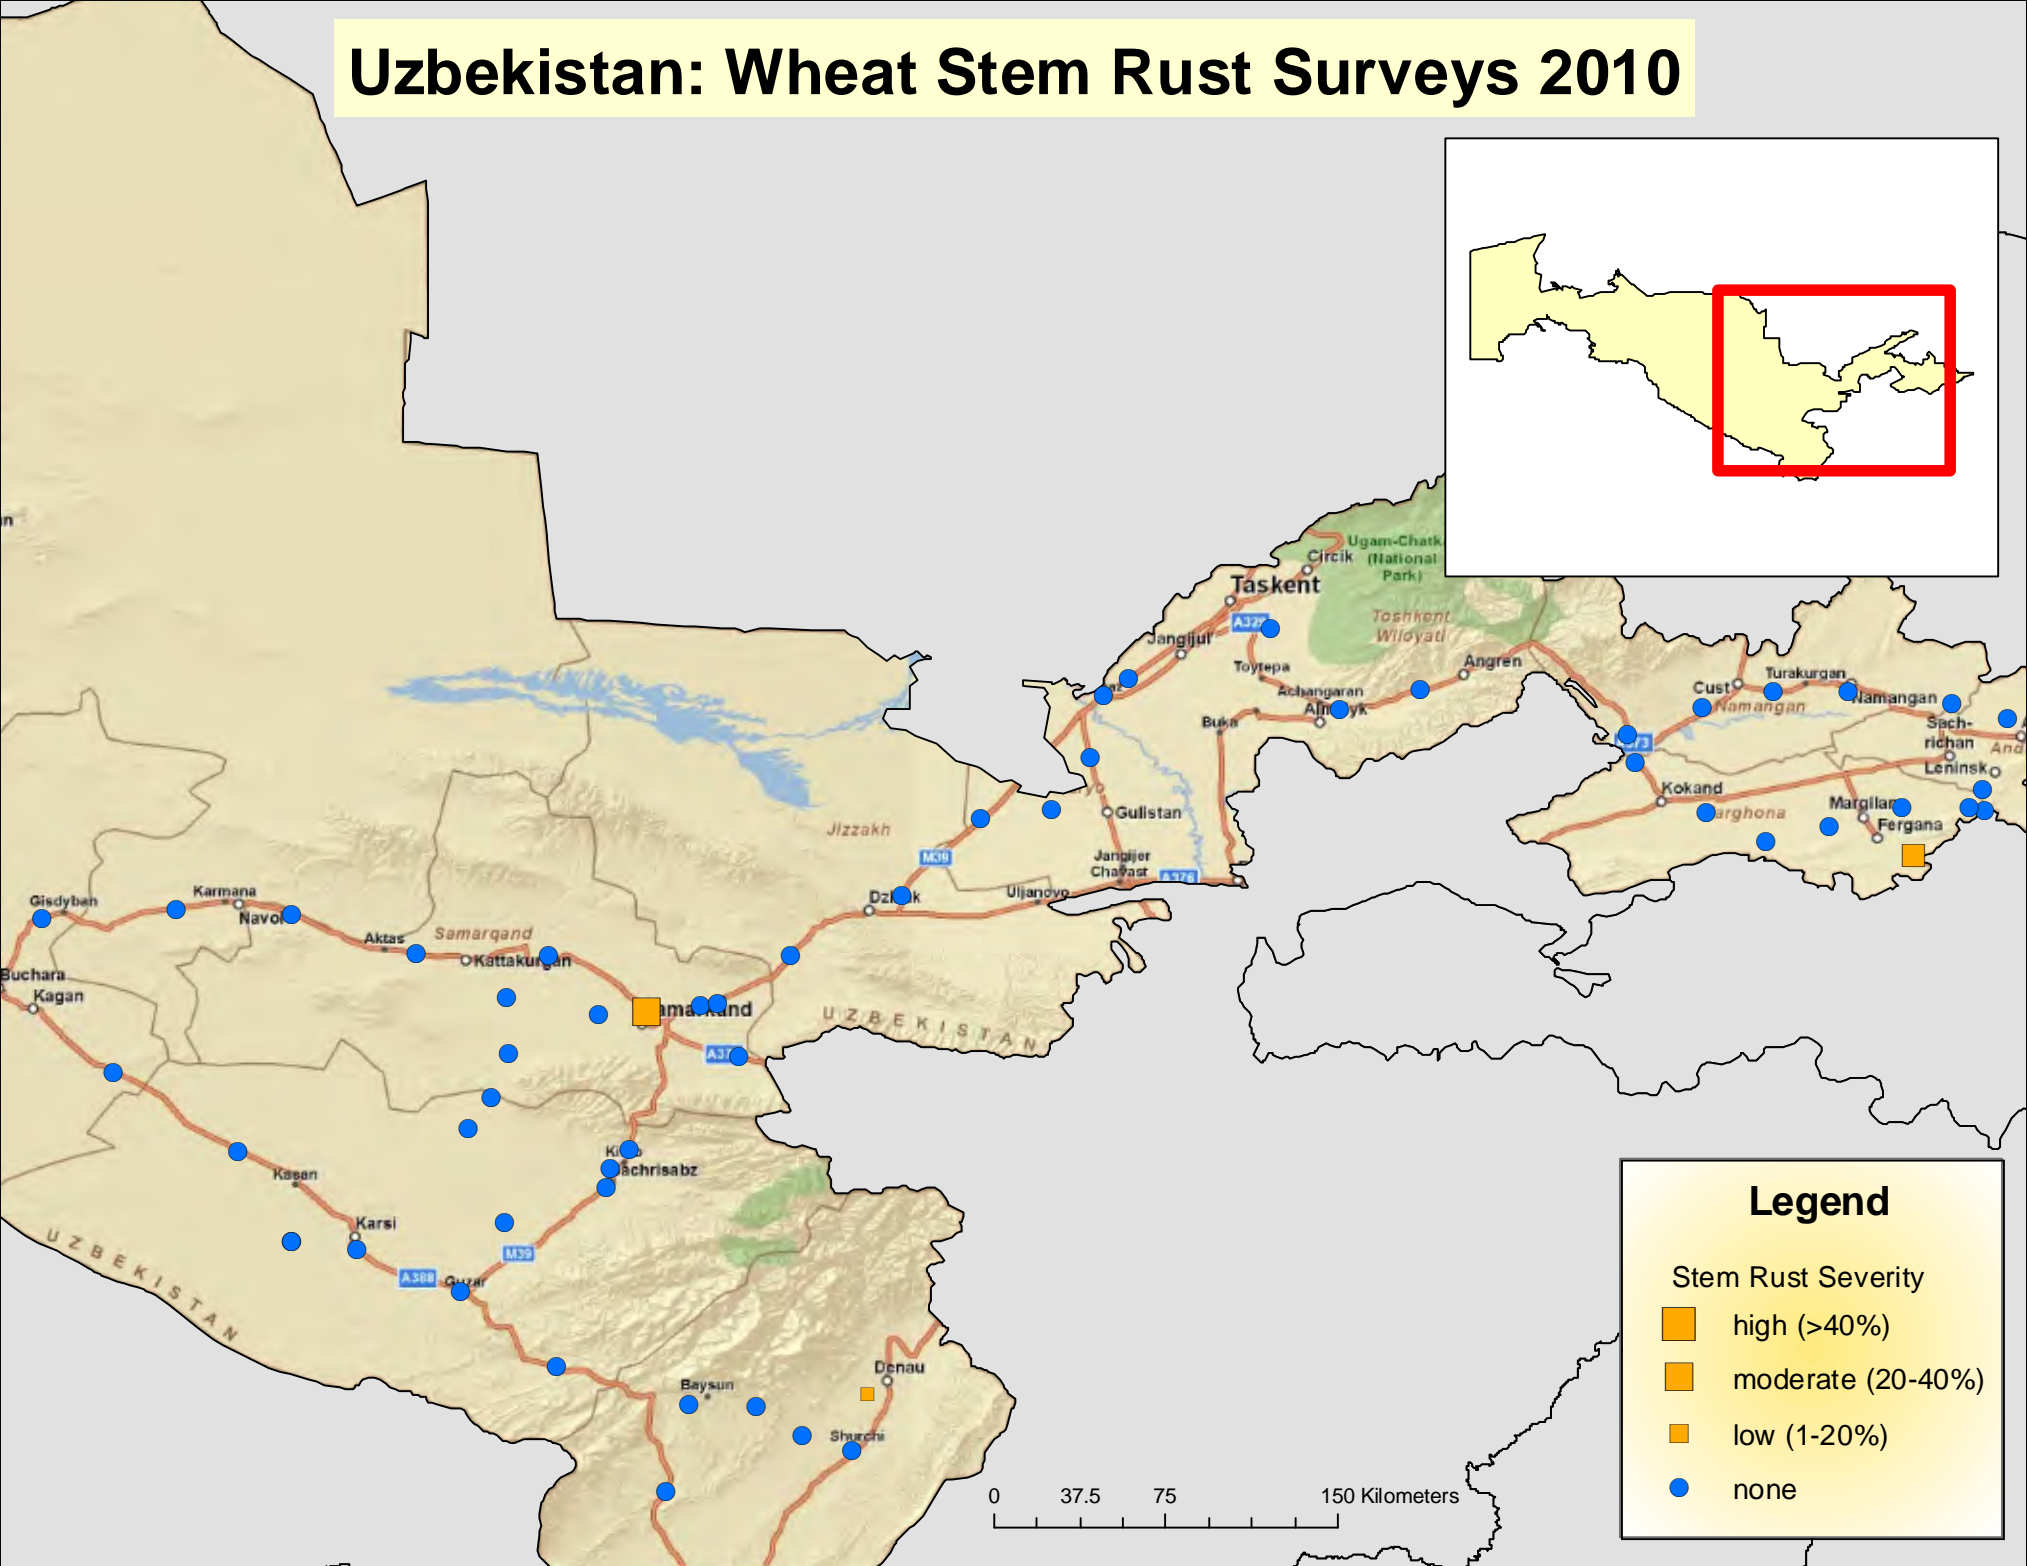 Uzbekistan: Wheat Stem Rust Surveys 2010
Ugam-Chatk
(National
Park)
Circik
Taskent
Toshkent
Wiloyati
Jangijul'
Toytepa
Angren
Achangaran
Buka
Turakurgan
Cust
Namangan
Namangan
Sach-
richan
And
Leninsk
Kokand
Margilan
Fergana
Gulistan
Jizzakh
M39
Jangijer
Chavast
A376
Uljanovo
Gisdyban
Karmana
Navoi
Aktas
Samarqand
Kattakurgan
Buchara
Kagan
UZBEKISTAN
Kasan
Karsi
M39
A388
Guzar
UZBEKISTAN
Baysun
Denau
Shurchi
0 37.5 75 150 Kilometers
Legend
Stem Rust Severity
high (>40%)
moderate (20-40%)
low (1-20%)
none